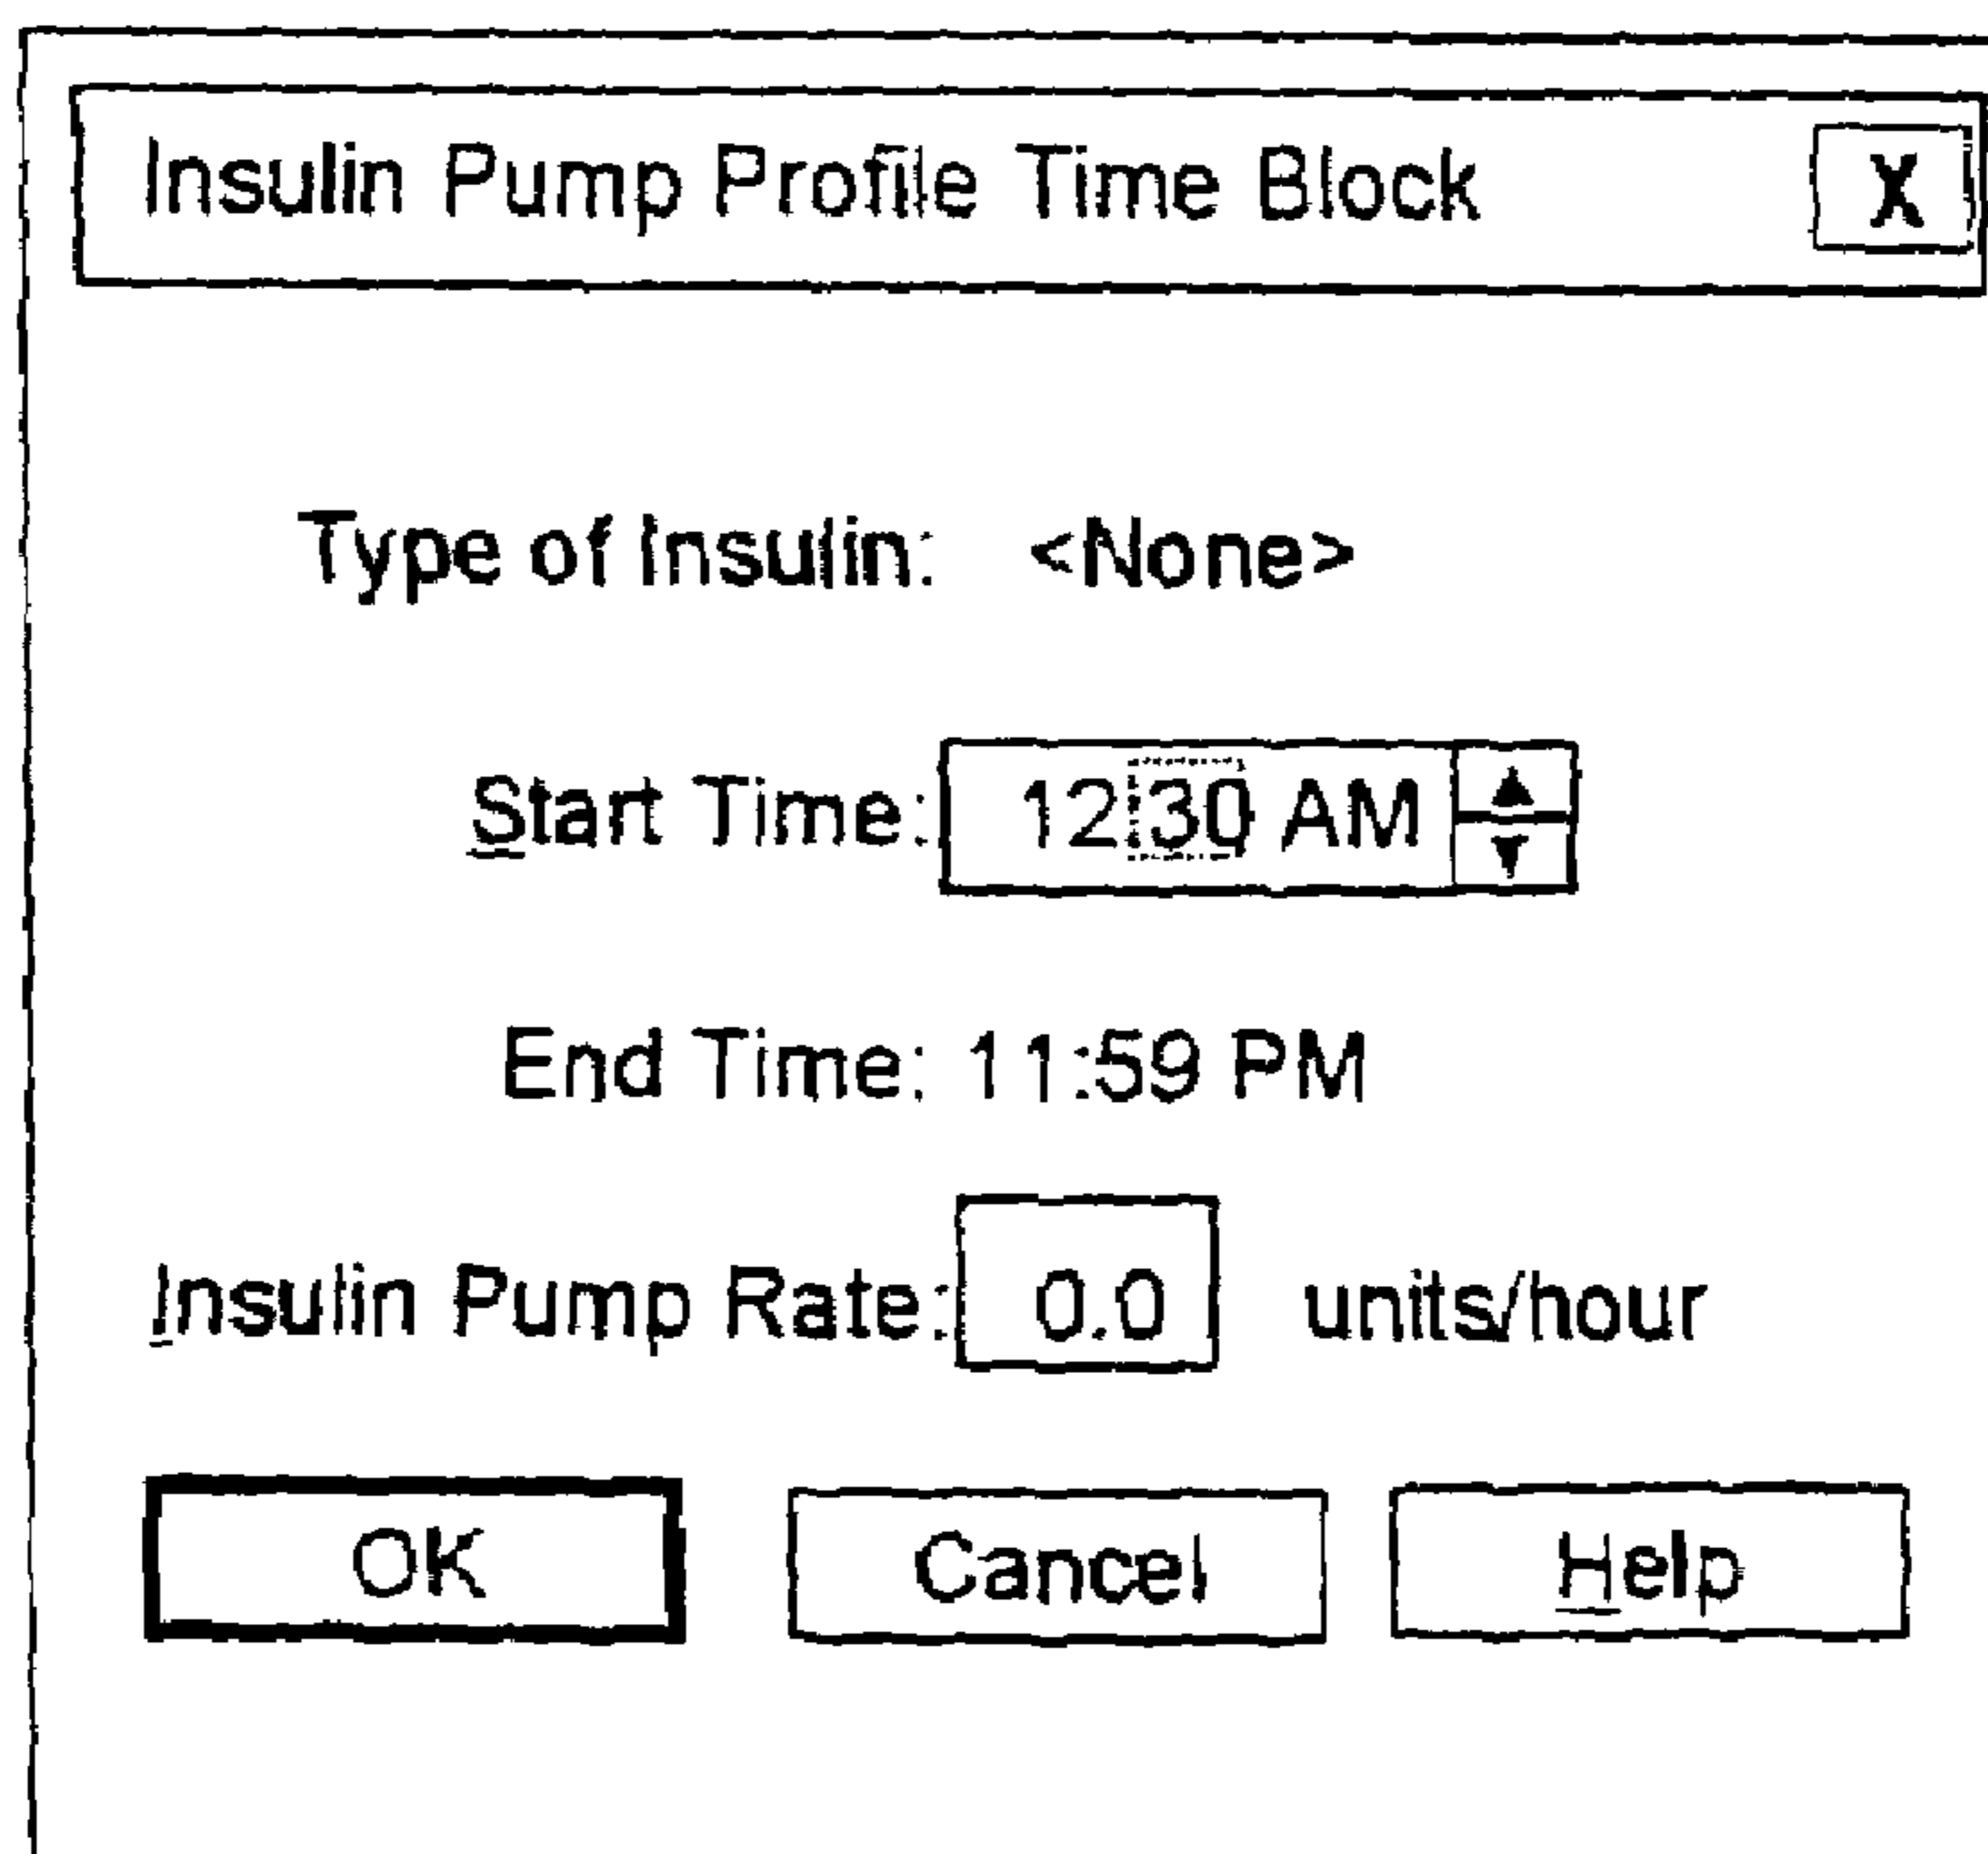 Insulin Pump Profile Time Block X
Type of Insulin: <None>
Start Time: 12:30 AM
End Time: 11:59 PM
Insulin Pump Rate: 0.0 units/hour
OK Cancel Help